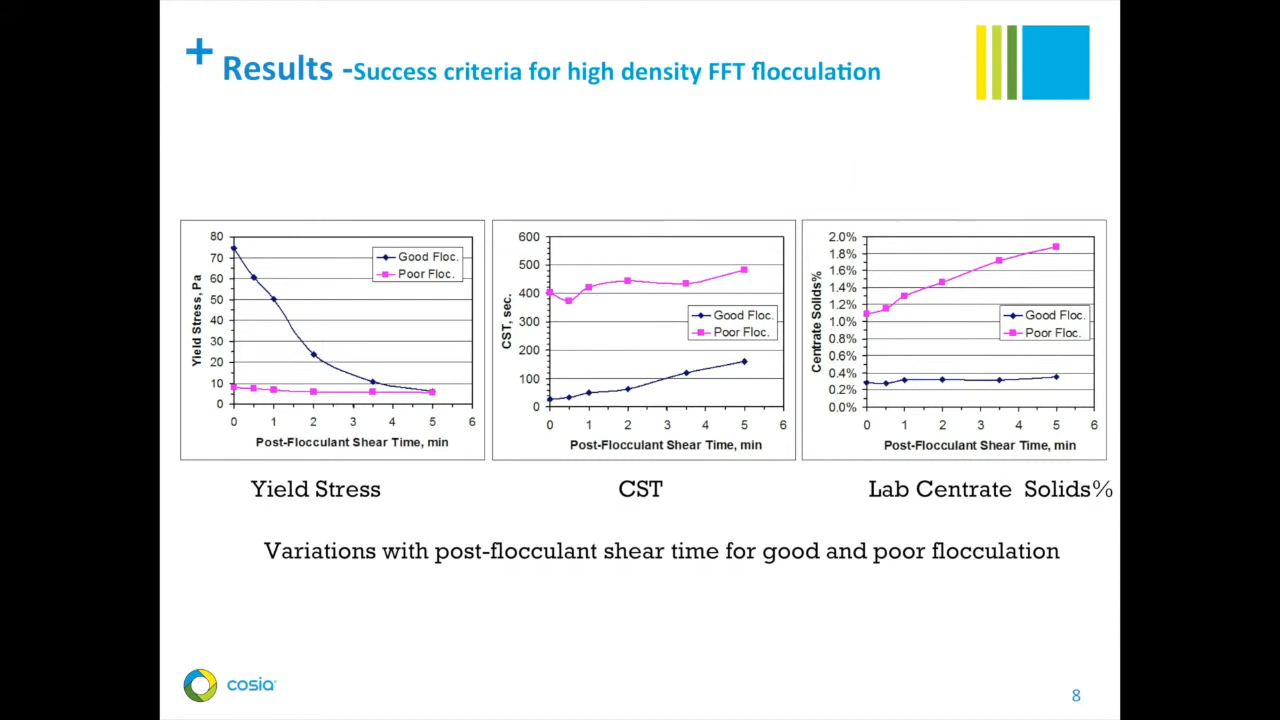 + Results -Success criteria for high density FFT flocculation
Yield Stress, Pa
80
70
60
50
40
30
20
10
0
Good Floc.
Poor Floc.
0 1 2 3 4 5 6
Post-Flocculant Shear Time, min
CST, sec.
600
500
400
300
200
100
0
Good Floc.
Poor Floc.
0 1 2 3 4 5 6
Post-Flocculant Shear Time, min
Centrate Solids%
2.0%
1.8%
1.6%
1.4%
1.2%
1.0%
0.8%
0.6%
0.4%
0.2%
0.0%
Good Floc.
Poor Floc.
0 1 2 3 4 5 6
Post-Flocculant Shear Time, min
Yield Stress
CST
Lab Centrate Solids%
Variations with post-flocculant shear time for good and poor flocculation
cosia
8